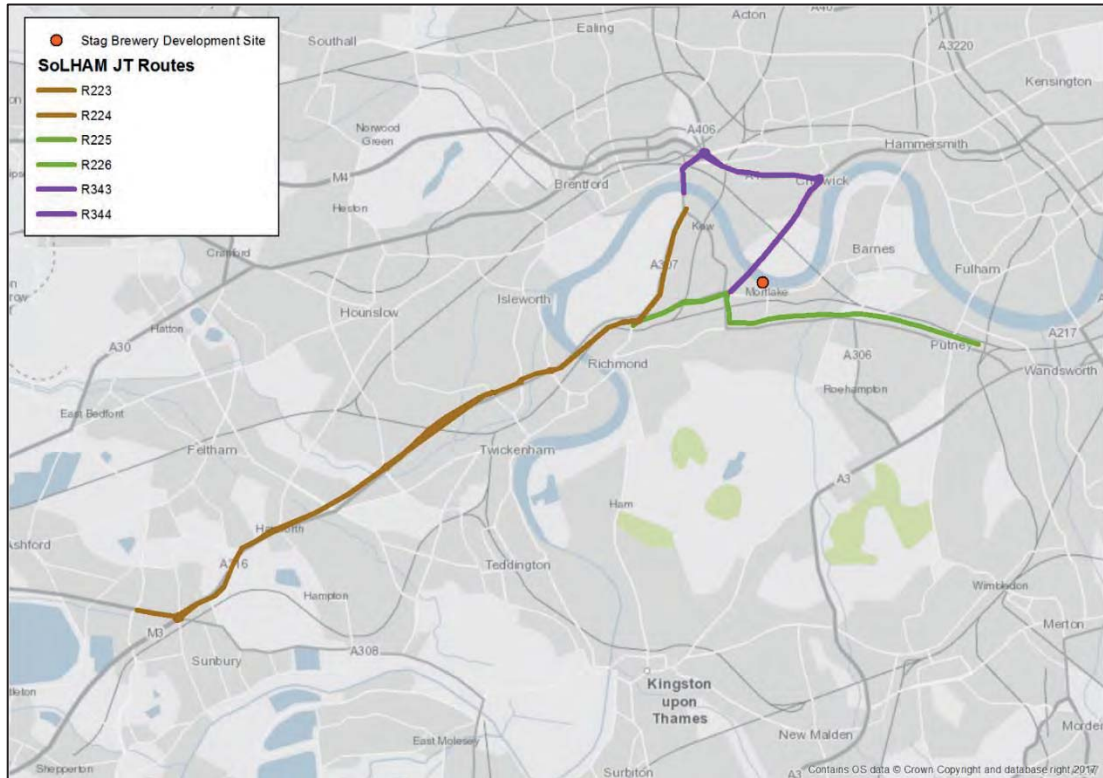 Stag Brewery Development Site
SoLHAM JT Routes
R223
R224
R225
R226
R343
R344
Acton
Ealing
Southall
A3220
Kensington
Norwood
Green
A406
Hammersmith
M4
Brentford
Heston
Kew
Barnes
Cranford
A307
Fulham
Isleworth
Mortlake
Hounslow
Hatton
A217
Putney
A30
Richmond
A306
Wandsworth
Roehampton
East Bedfont
Twickenham
Feltham
A3
Ham
Ashford
Teddington
Wimbledon
Hampton
Merton
M3
Sunbury
A308
Kingston
upon
Thames
New Malden
East Molesey
Shepperton
Surbiton
A3
Contains OS data © Crown Copyright and database right 2017